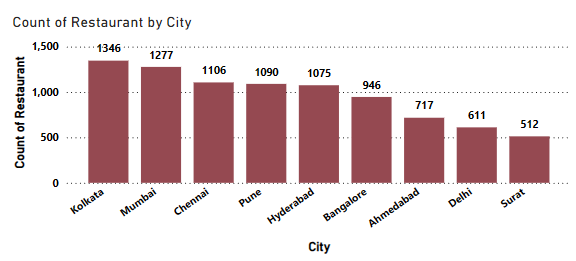 Count of Restaurant by City
Count of Restaurant
1,500
1,000
500
0
1346
1277
1106
1090
1075
946
717
611
512
Kolkata
Mumbai
Chennai
Pune
Hyderabad
Bangalore
Ahmedabad
Delhi
Surat
City